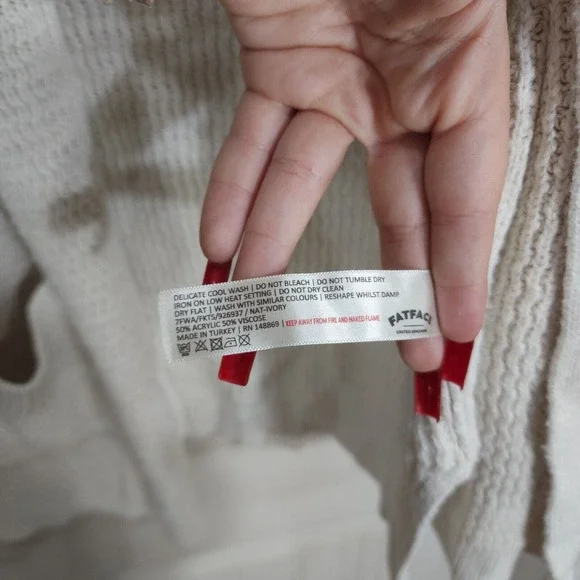 DELICATE COOL WASH | DO NOT BLEACH | DO NOT TUMBLE DRY
IRON ON LOW HEAT SETTING | DO NOT DRY CLEAN
DRY FLAT | WASH WITH SIMILAR COLOURS | RESHAPE WHILST DAMP
7FWA/FKTS/926937 / NAT-IVORY
50% ACRYLIC 50% VISCOSE
MADE IN TURKEY | RN 148869 | KEEP AWAY FROM FIRE AND NAKED FLAME
FATFACE
UNITED KINGDOM